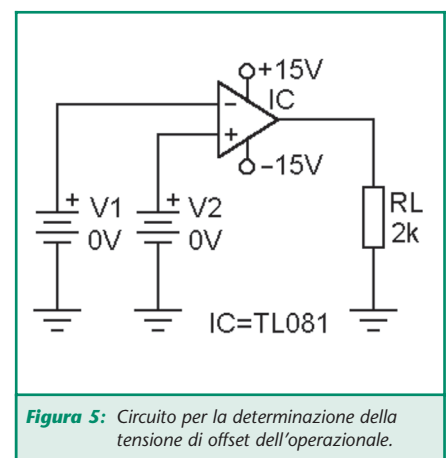 +15V
IC
−
+
−15V
+ V1
0V
+ V2
0V
RL
2k
IC=TL081
Figura 5: Circuito per la determinazione della
tensione di offset dell'operazionale.